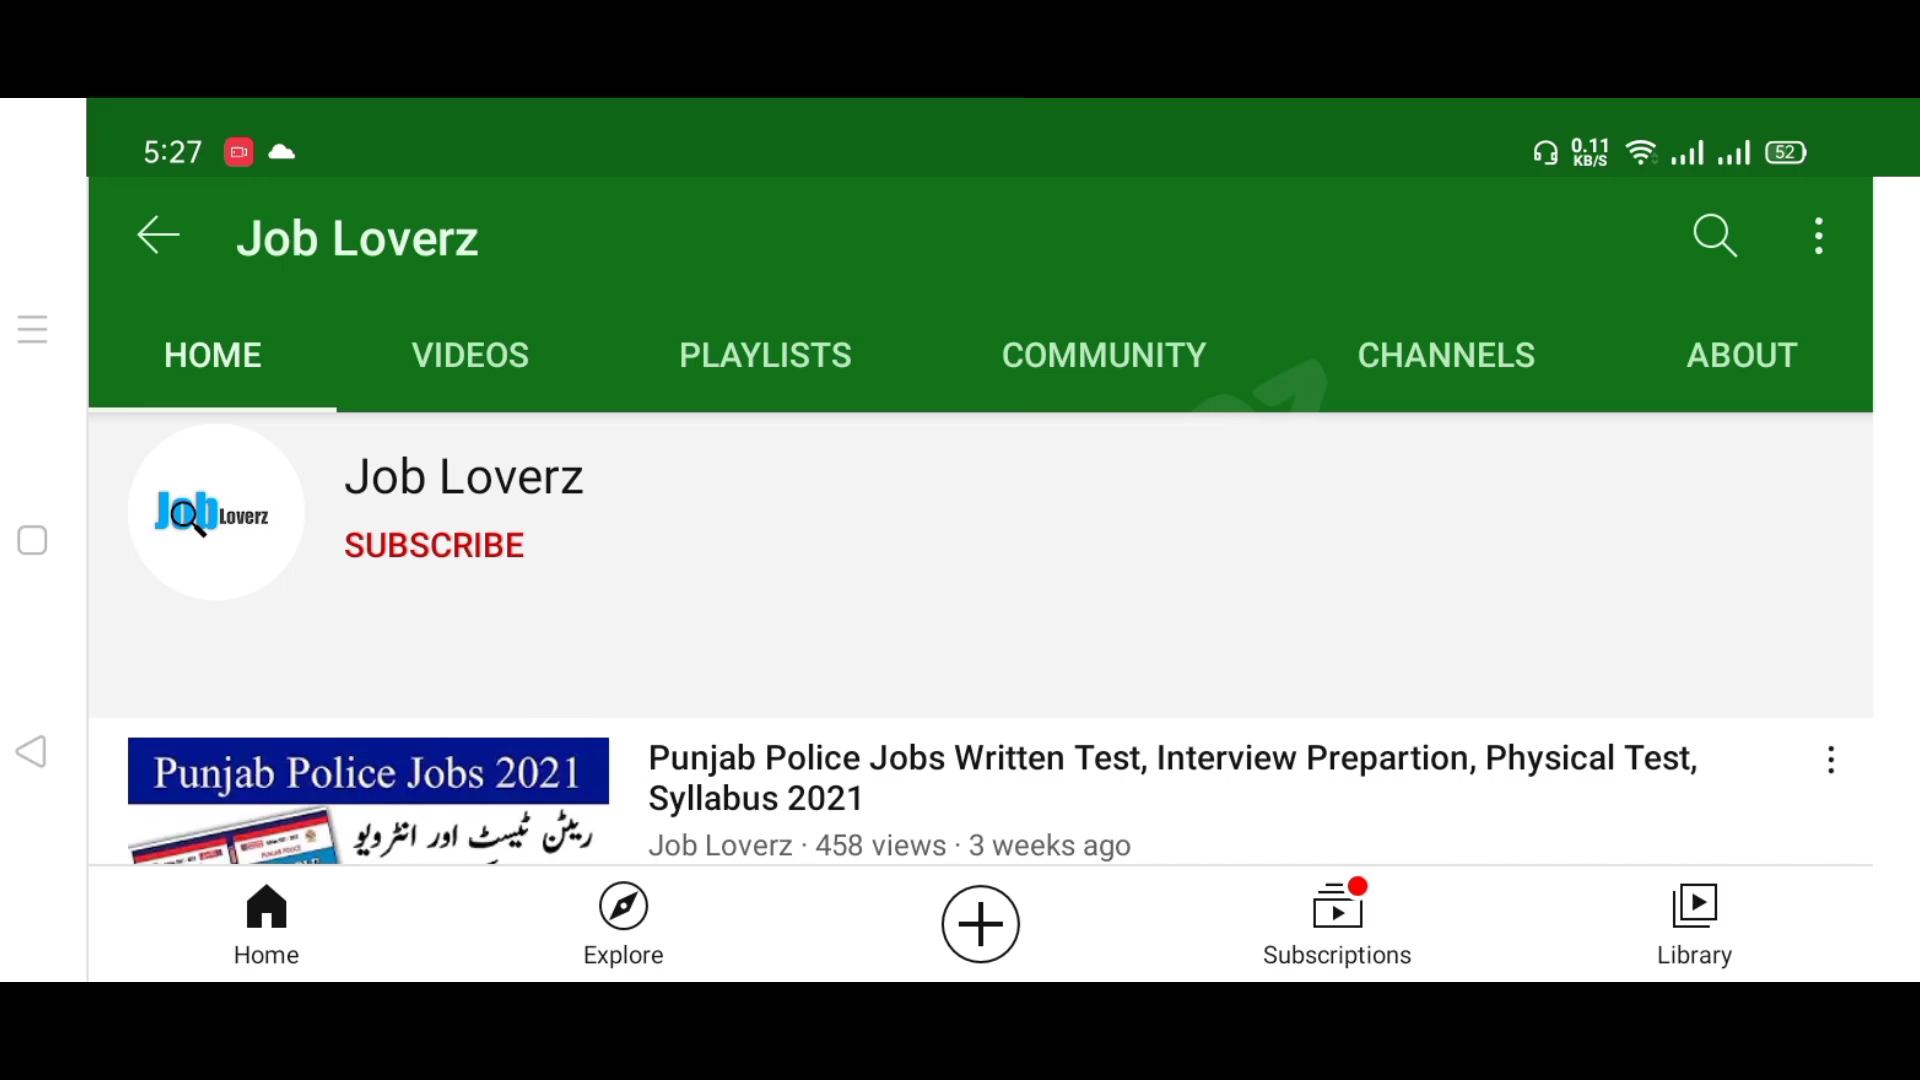 5:27
0.11
KB/S
52
Job Loverz
HOME
VIDEOS
PLAYLISTS
COMMUNITY
CHANNELS
ABOUT
Job Loverz
Job Loverz
SUBSCRIBE
Punjab Police Jobs 2021
ریٹن ٹیسٹ اور انٹرویو
Punjab Police Jobs Written Test, Interview Prepartion, Physical Test,
Syllabus 2021
Job Loverz · 458 views · 3 weeks ago
Home
Explore
Subscriptions
Library